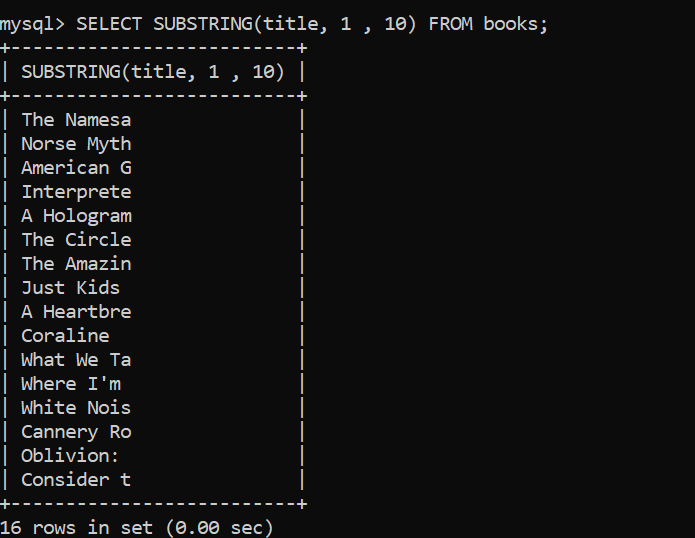 mysql> SELECT SUBSTRING(title, 1 , 10) FROM books;
+--------------------------+
| SUBSTRING(title, 1 , 10) |
+--------------------------+
| The Namesa               |
| Norse Myth               |
| American G               |
| Interprete               |
| A Hologram               |
| The Circle               |
| The Amazin               |
| Just Kids                |
| A Heartbre               |
| Coraline                 |
| What We Ta               |
| Where I'm                |
| White Nois               |
| Cannery Ro               |
| Oblivion:                |
| Consider t               |
+--------------------------+
16 rows in set (0.00 sec)